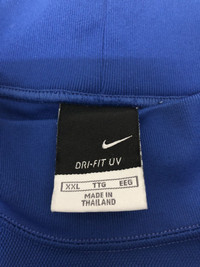 DRI-FIT UV
XXL TTG EEG
MADE IN
THAILAND